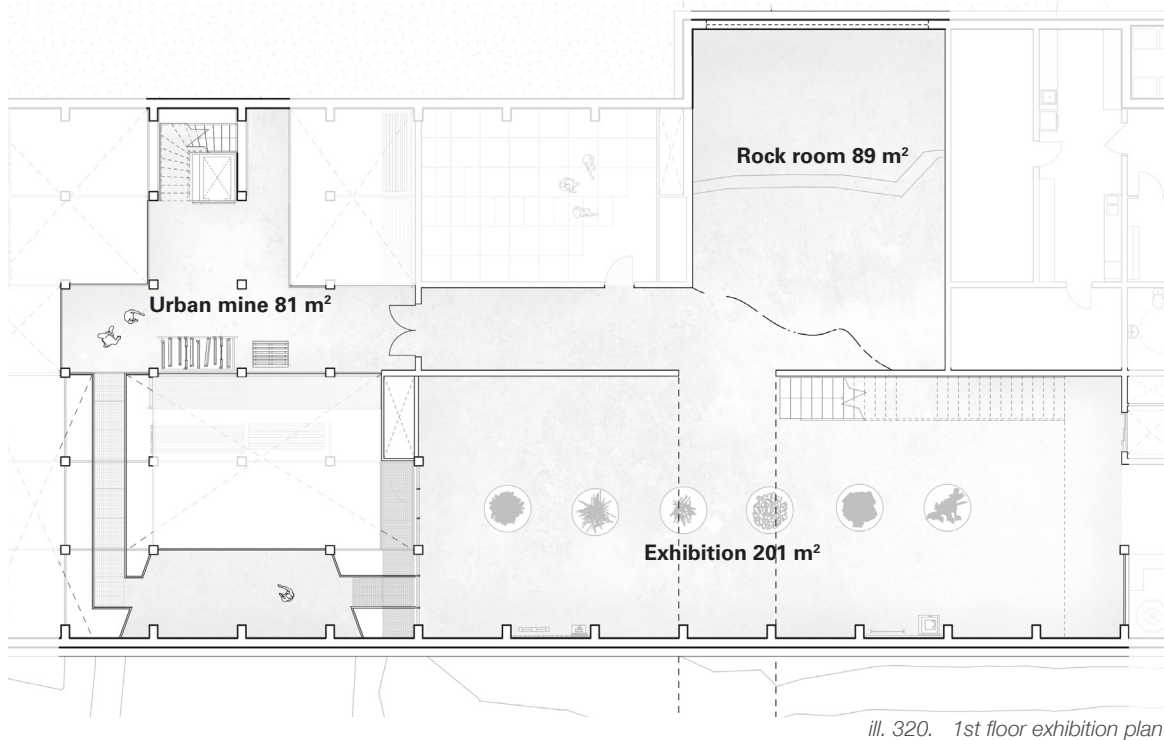 Rock room 89 m²
Urban mine 81 m²
Exhibition 201 m²
ill. 320. 1st floor exhibition plan